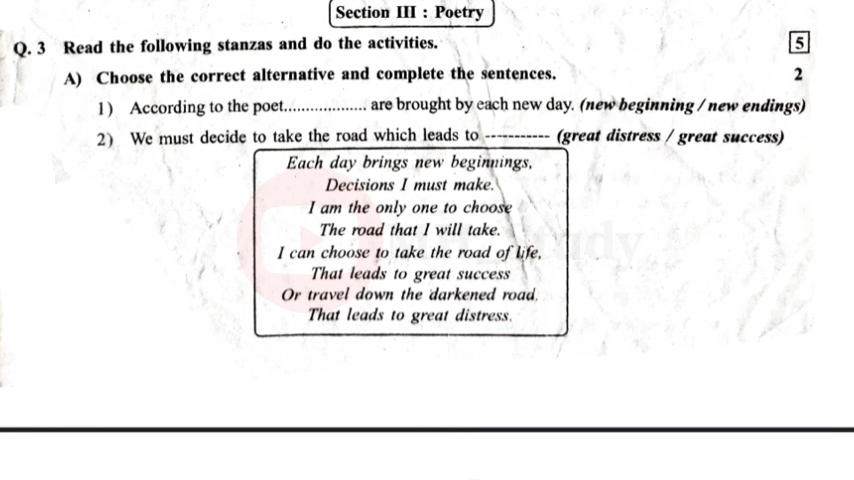 Section III : Poetry
Q. 3 Read the following stanzas and do the activities. 5
A) Choose the correct alternative and complete the sentences. 2
1) According to the poet................... are brought by each new day. (new beginning / new endings)
2) We must decide to take the road which leads to ----------- (great distress / great success)
Each day brings new beginnings,
Decisions I must make.
I am the only one to choose
The road that I will take.
I can choose to take the road of life,
That leads to great success
Or travel down the darkened road,
That leads to great distress.